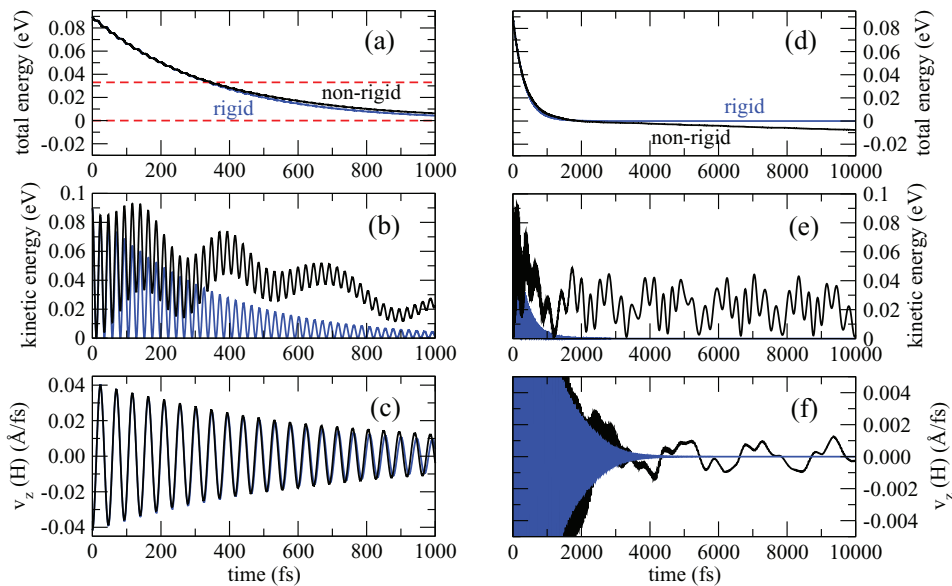 total energy (eV)
0.08
0.06
0.04
0.02
0
-0.02
(a)
non-rigid
rigid
0 200 400 600 800 1000
kinetic energy (eV)
0.1
0.08
0.06
0.04
0.02
0
(b)
0 200 400 600 800 1000
v_z (H) (Å/fs)
0.04
0.02
0.00
-0.02
-0.04
(c)
0 200 400 600 800 1000
time (fs)
(d)
rigid
non-rigid
0.08
0.06
0.04
0.02
0
-0.02
total energy (eV)
0 2000 4000 6000 8000 10000
(e)
0.1
0.08
0.06
0.04
0.02
0
kinetic energy (eV)
0 2000 4000 6000 8000 10000
(f)
0.004
0.002
0.000
-0.002
-0.004
v_z (H) (Å/fs)
0 2000 4000 6000 8000 10000
time (fs)